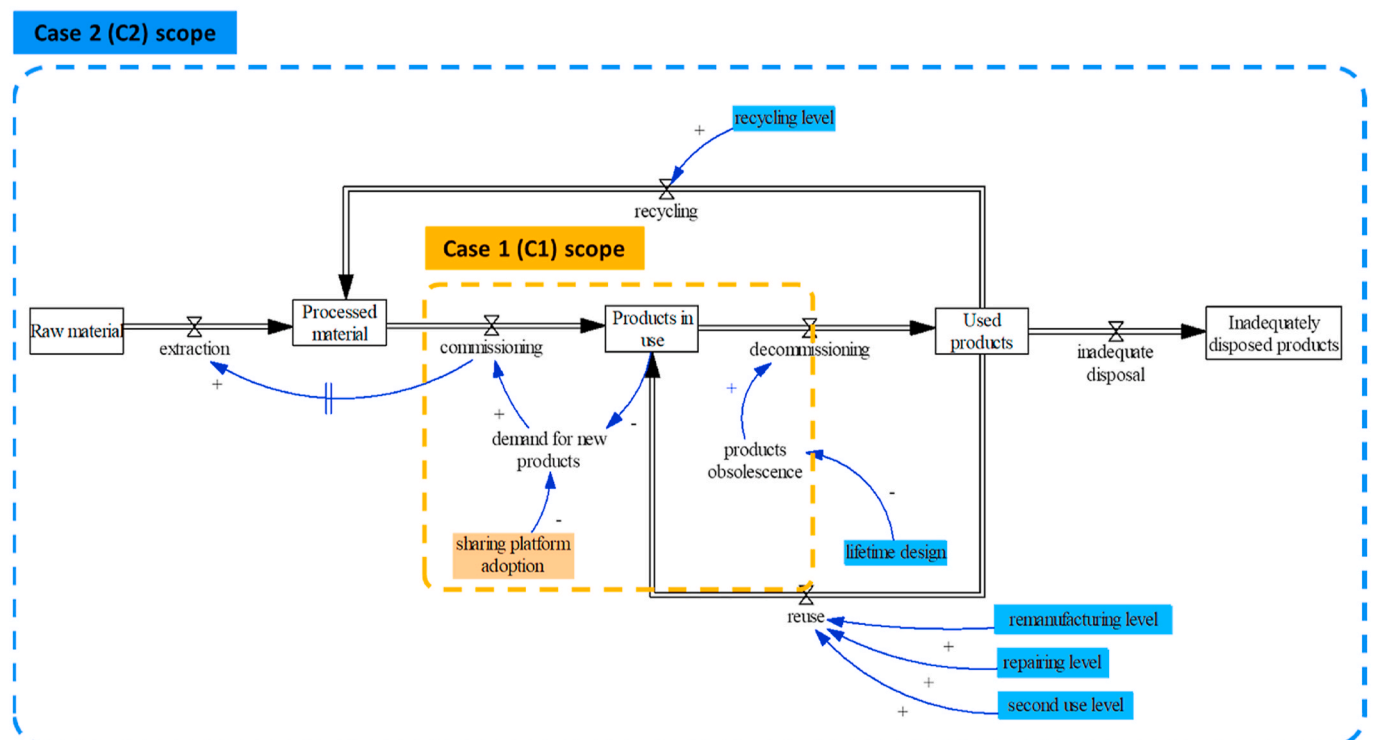 Case 2 (C2) scope
recycling level
+
recycling
Case 1 (C1) scope
Raw material
extraction
+
Processed
material
commissioning
Products in
use
decommissioning
Used
products
inadequate
disposal
Inadequately
disposed products
+
-
demand for new
products
+
products
obsolescence
-
-
sharing platform
adoption
lifetime design
reuse
remanufacturing level
+
repairing level
+
second use level
+